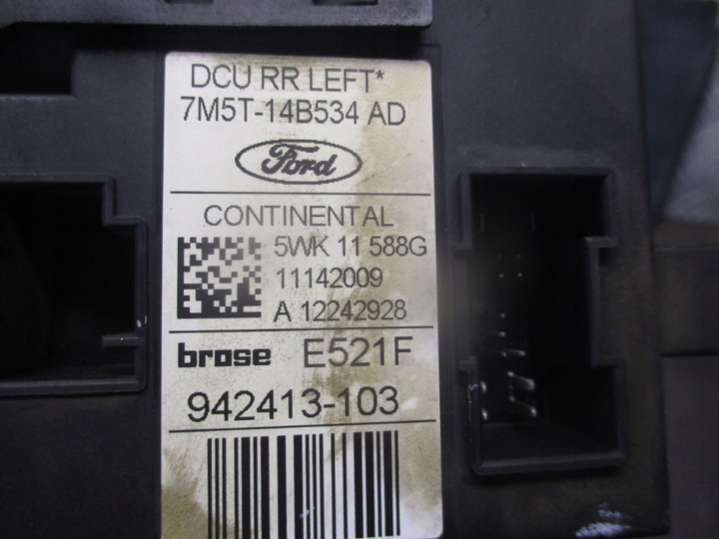 DCU RR LEFT*
7M5T-14B534 AD
Ford
CONTINENTAL
5WK 11 588G
11142009
A 12242928
brose E521F
942413-103